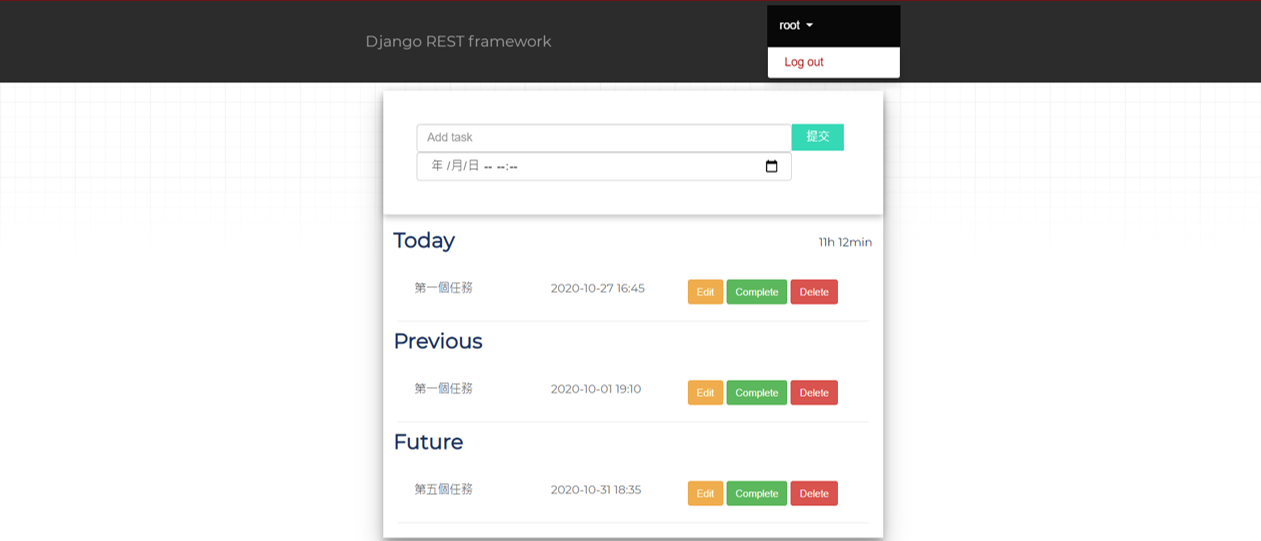 Django REST framework
root
Log out
Add task
提交
年 /月/日 -- --:--
Today
11h 12min
第一個任務 2020-10-27 16:45 Edit Complete Delete
Previous
第一個任務 2020-10-01 19:10 Edit Complete Delete
Future
第五個任務 2020-10-31 18:35 Edit Complete Delete